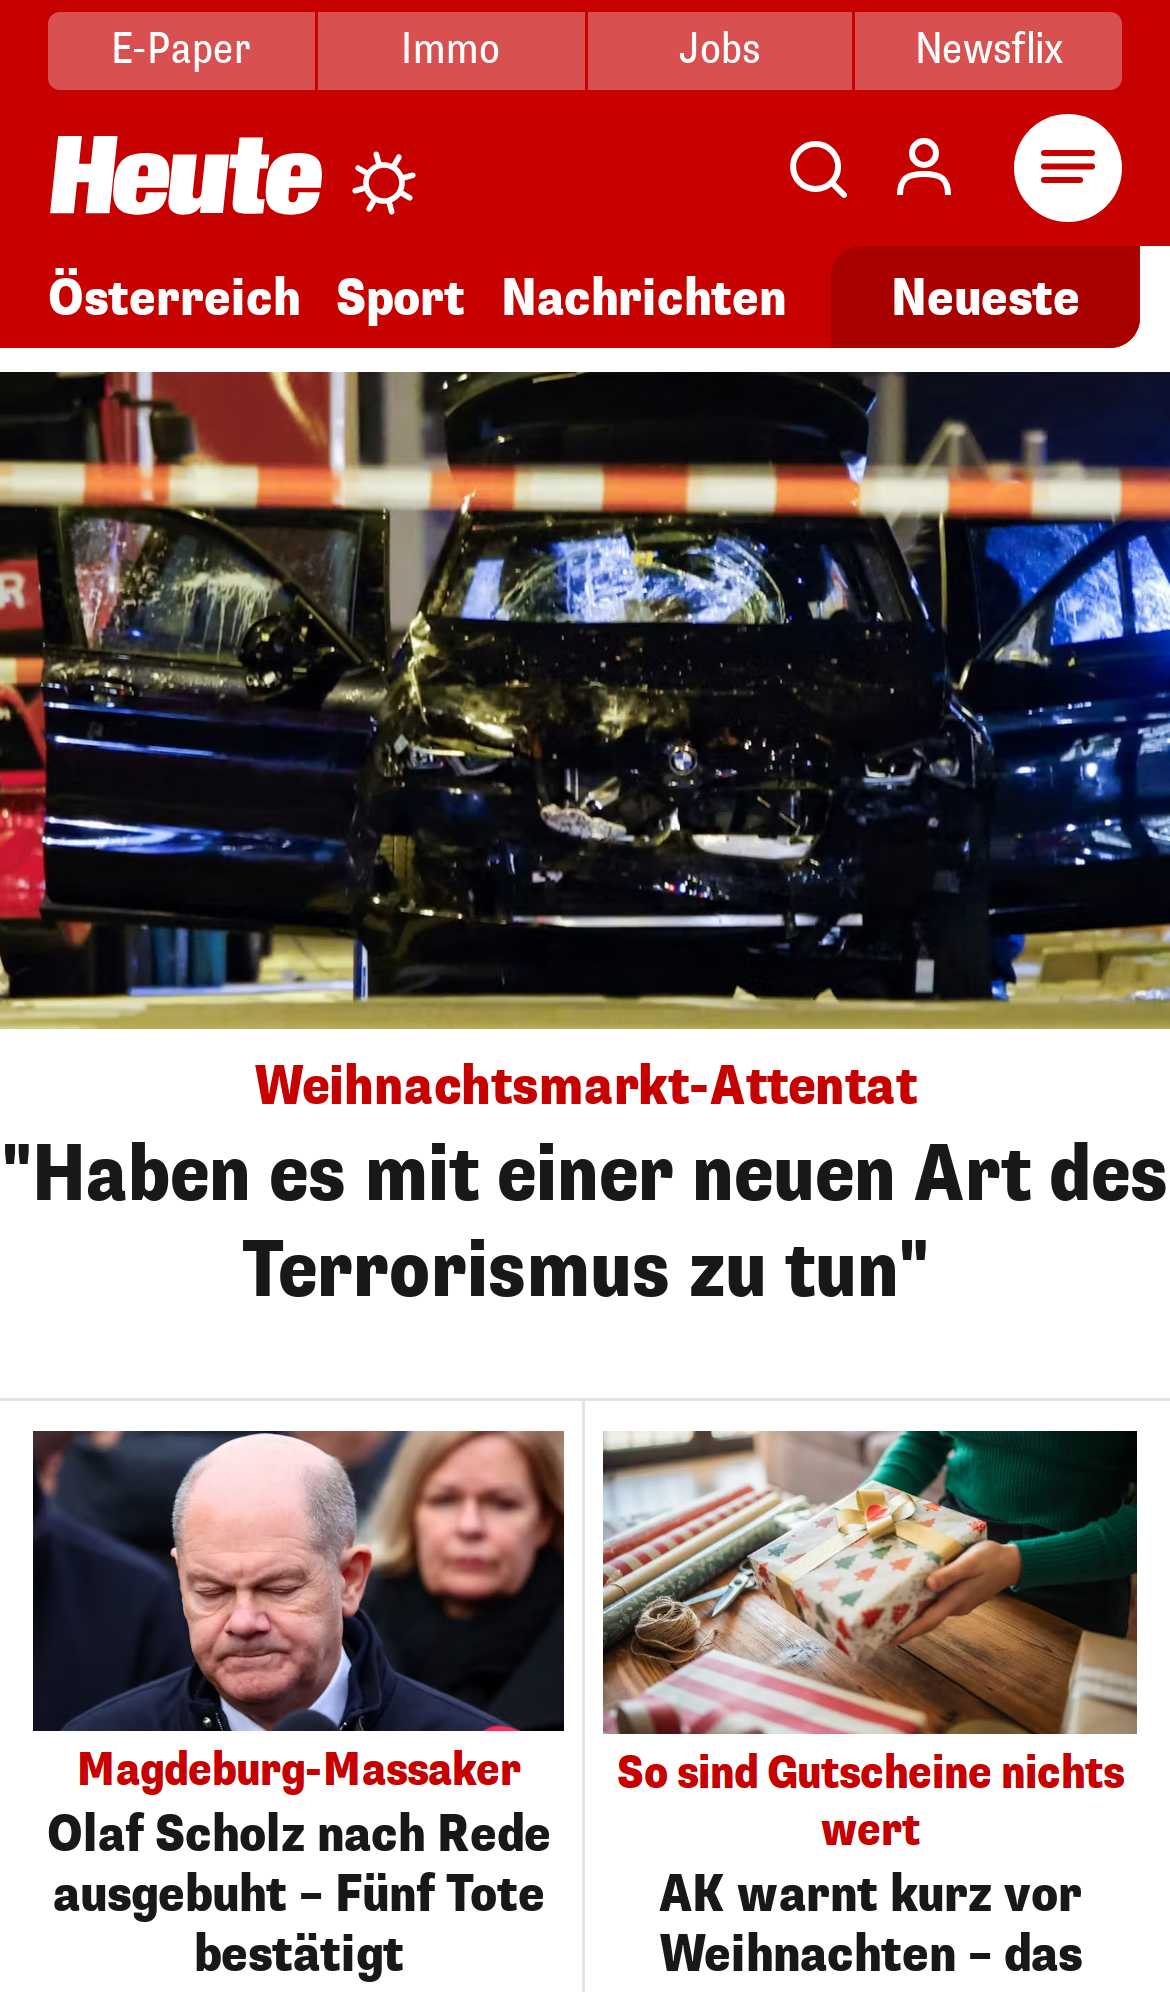 E-Paper
Immo
Jobs
Newsflix
Heute
Österreich
Sport
Nachrichten
Neueste
R
Weihnachtsmarkt-Attentat
"Haben es mit einer neuen Art des
Terrorismus zu tun"
Magdeburg-Massaker
Olaf Scholz nach Rede
ausgebuht – Fünf Tote
bestätigt
So sind Gutscheine nichts
wert
AK warnt kurz vor
Weihnachten – das